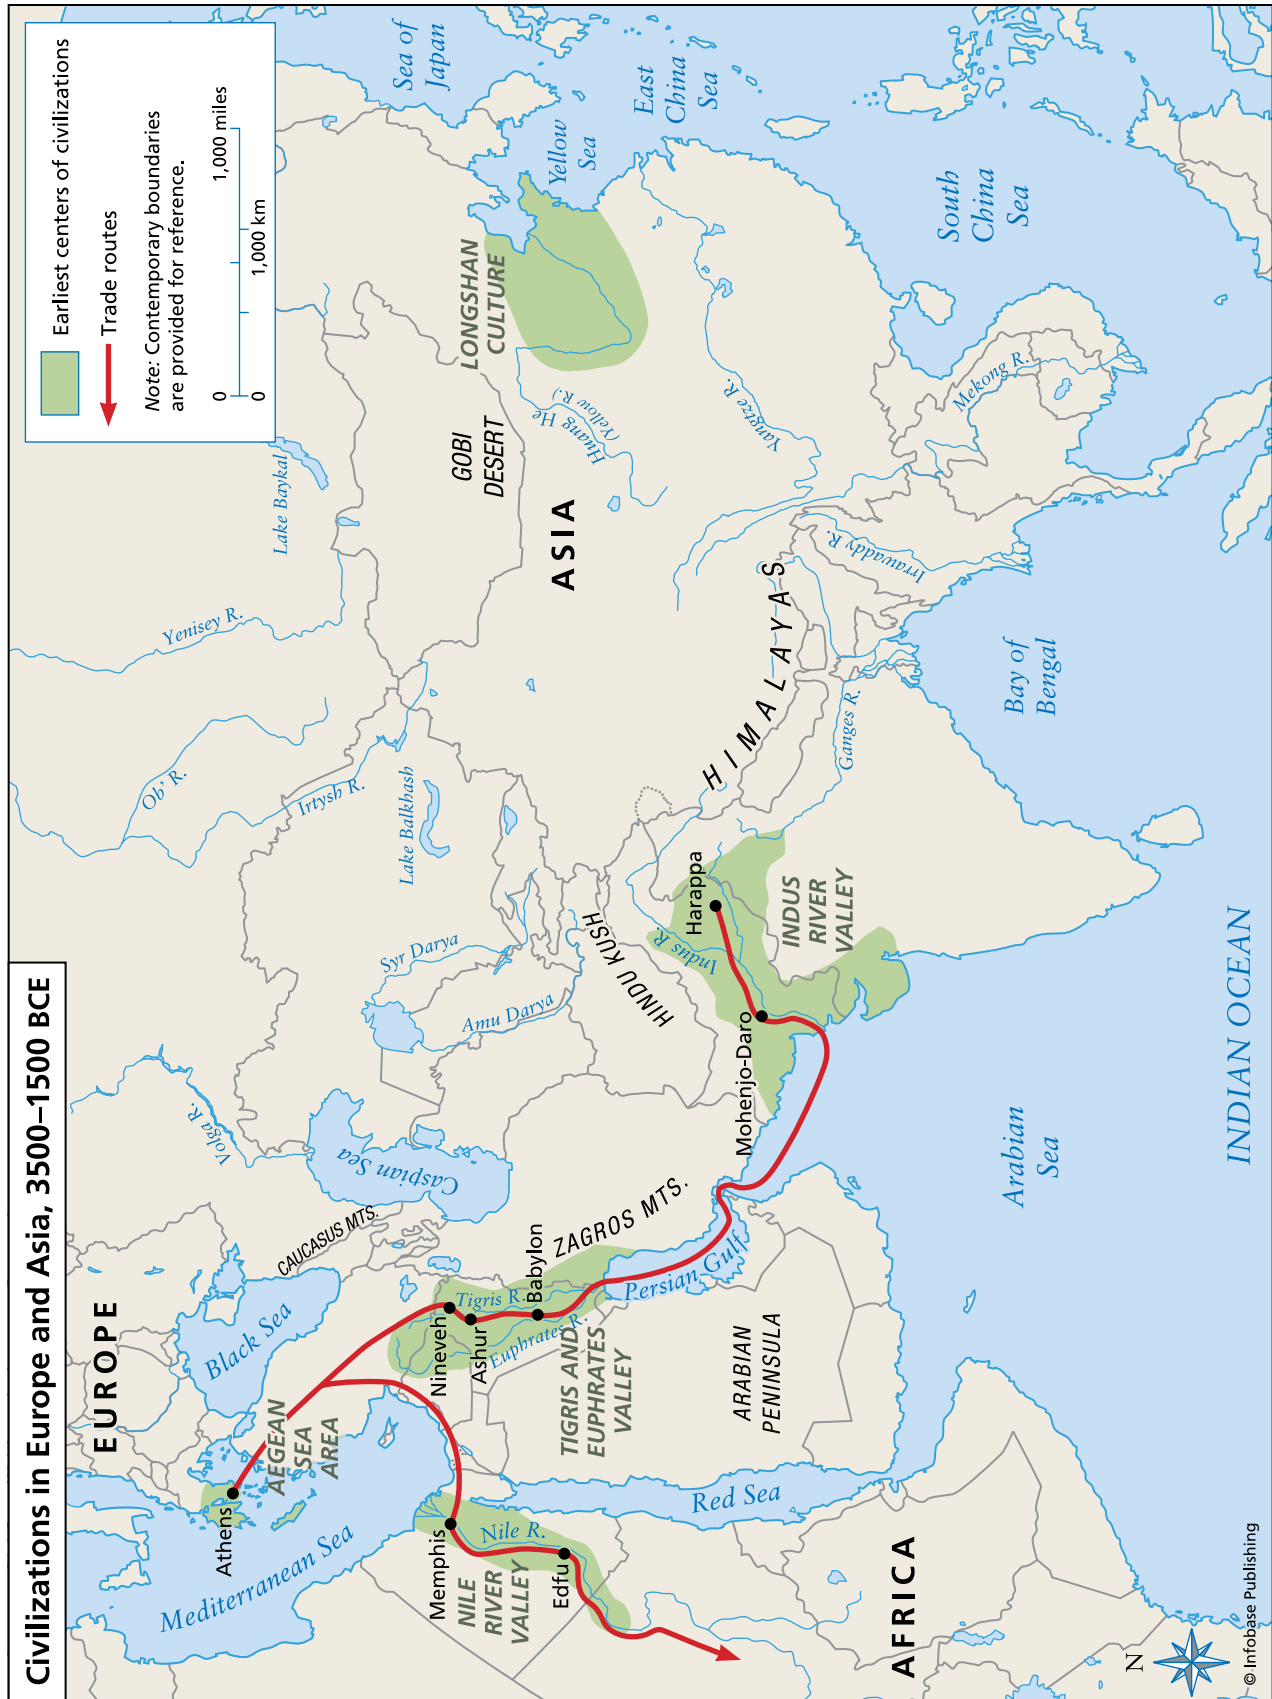 Civilizations in Europe and Asia, 3500–1500 BCE
Earliest centers of civilizations
Trade routes
Note: Contemporary boundaries
are provided for reference.
0
1,000 miles
0
1,000 km
EUROPE
ASIA
AFRICA
Volga R.
Ob' R.
Irtysh R.
Yenisey R.
Lake Baykal
Lake Balkhash
Syr Darya
Amu Darya
Caspian Sea
CAUCASUS MTS.
Black Sea
AEGEAN
SEA
AREA
Athens
Mediterranean Sea
Nineveh
Ashur
Babylon
Tigris R.
Euphrates R.
TIGRIS AND
EUPHRATES
VALLEY
ZAGROS MTS.
Persian Gulf
ARABIAN
PENINSULA
Memphis
Nile R.
NILE
RIVER
VALLEY
Edfu
Red Sea
HINDU KUSH
Harappa
Indus R.
Mohenjo-Daro
INDUS
RIVER
VALLEY
HIMALAYAS
Ganges R.
Irrawaddy R.
GOBI
DESERT
LONGSHAN
CULTURE
Huang He
(Yellow R.)
Yangtze R.
Mekong R.
Sea of
Japan
Yellow
Sea
East
China
Sea
South
China
Sea
Bay of
Bengal
Arabian
Sea
INDIAN OCEAN
N
© Infobase Publishing